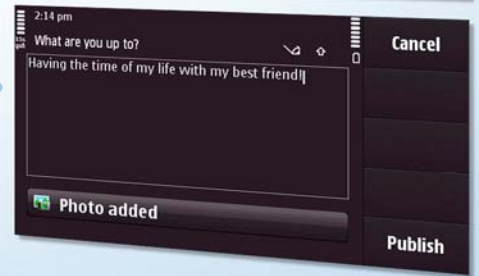 2:14 pm
What are you up to?
Having the time of my life with my best friend!
Photo added
Cancel
Publish